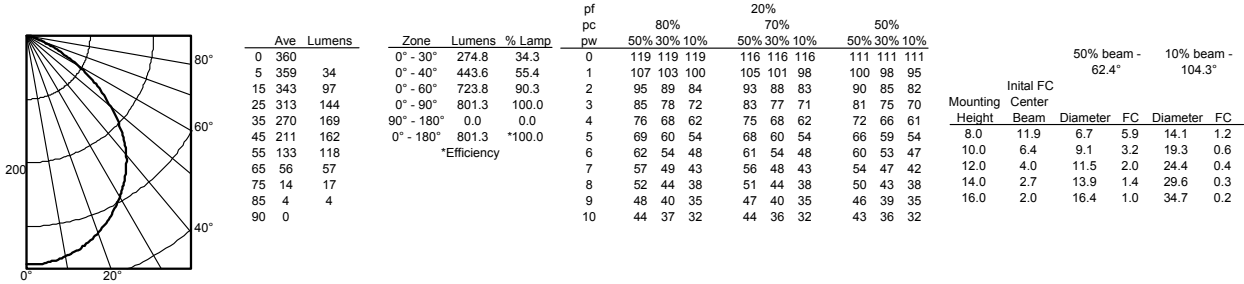 80°
60°
200
40°
0° 20°
Ave Lumens
0 360
5 359 34
15 343 97
25 313 144
35 270 169
45 211 162
55 133 118
65 56 57
75 14 17
85 4 4
90 0
Zone Lumens % Lamp
0° - 30° 274.8 34.3
0° - 40° 443.6 55.4
0° - 60° 723.8 90.3
0° - 90° 801.3 100.0
90° - 180° 0.0 0.0
0° - 180° 801.3 *100.0
*Efficiency
pf 20%
pc 80% 70% 50%
pw 50% 30% 10% 50% 30% 10% 50% 30% 10%
0 119 119 119 116 116 116 111 111 111
1 107 103 100 105 101 98 100 98 95
2 95 89 84 93 88 83 90 85 82
3 85 78 72 83 77 71 81 75 70
4 76 68 62 75 68 62 72 66 61
5 69 60 54 68 60 54 66 59 54
6 62 54 48 61 54 48 60 53 47
7 57 49 43 56 48 43 54 47 42
8 52 44 38 51 44 38 50 43 38
9 48 40 35 47 40 35 46 39 35
10 44 37 32 44 36 32 43 36 32
50% beam - 10% beam -
62.4° 104.3°
Inital FC
Mounting Center
Height Beam Diameter FC Diameter FC
8.0 11.9 6.7 5.9 14.1 1.2
10.0 6.4 9.1 3.2 19.3 0.6
12.0 4.0 11.5 2.0 24.4 0.4
14.0 2.7 13.9 1.4 29.6 0.3
16.0 2.0 16.4 1.0 34.7 0.2